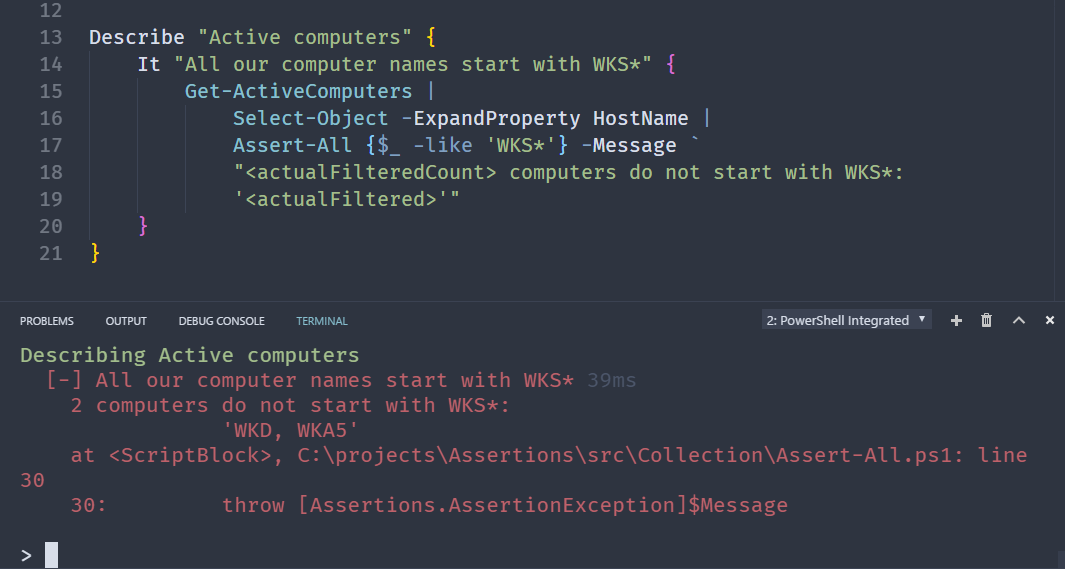 12
13 Describe "Active computers" {
14 It "All our computer names start with WKS*" {
15 Get-ActiveComputers |
16 Select-Object -ExpandProperty HostName |
17 Assert-All {$_ -like 'WKS*'} -Message `
18 "<actualFilteredCount> computers do not start with WKS*:
19 '<actualFiltered>'"
20 }
21 }
PROBLEMS OUTPUT DEBUG CONSOLE TERMINAL 2: PowerShell Integrated
Describing Active computers
[-] All our computer names start with WKS* 39ms
2 computers do not start with WKS*:
'WKD, WKA5'
at <ScriptBlock>, C:\projects\Assertions\src\Collection\Assert-All.ps1: line
30
30: throw [Assertions.AssertionException]$Message
>